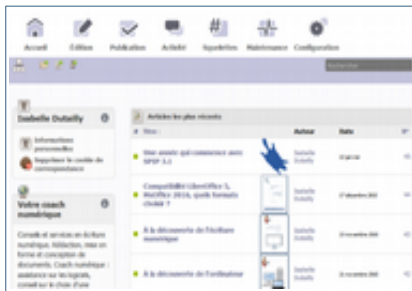 Accueil Édition Publication Activité Squelettes Maintenance Configuration
Rechercher
Isabelle Dutailly
Informations
personnelles
Supprimer le cookie de
correspondance
Votre coach
numérique
Conseils et services en écriture
numérique. Rédaction, mise en
forme et conception de
documents. Coach numérique :
assistance sur les logiciels,
conseil sur le choix d'une
Articles les plus récents
Titre Auteur Date N°
Une année qui commence avec
SPIP 3.1
Isabelle
Dutailly
Compatibilité LibreOffice 5,
MsOffice 2016, quels formats
choisir ?
Isabelle
Dutailly
À la découverte de l'écriture
numérique
Isabelle
Dutailly
À la découverte de l'ordinateur
Isabelle
Dutailly